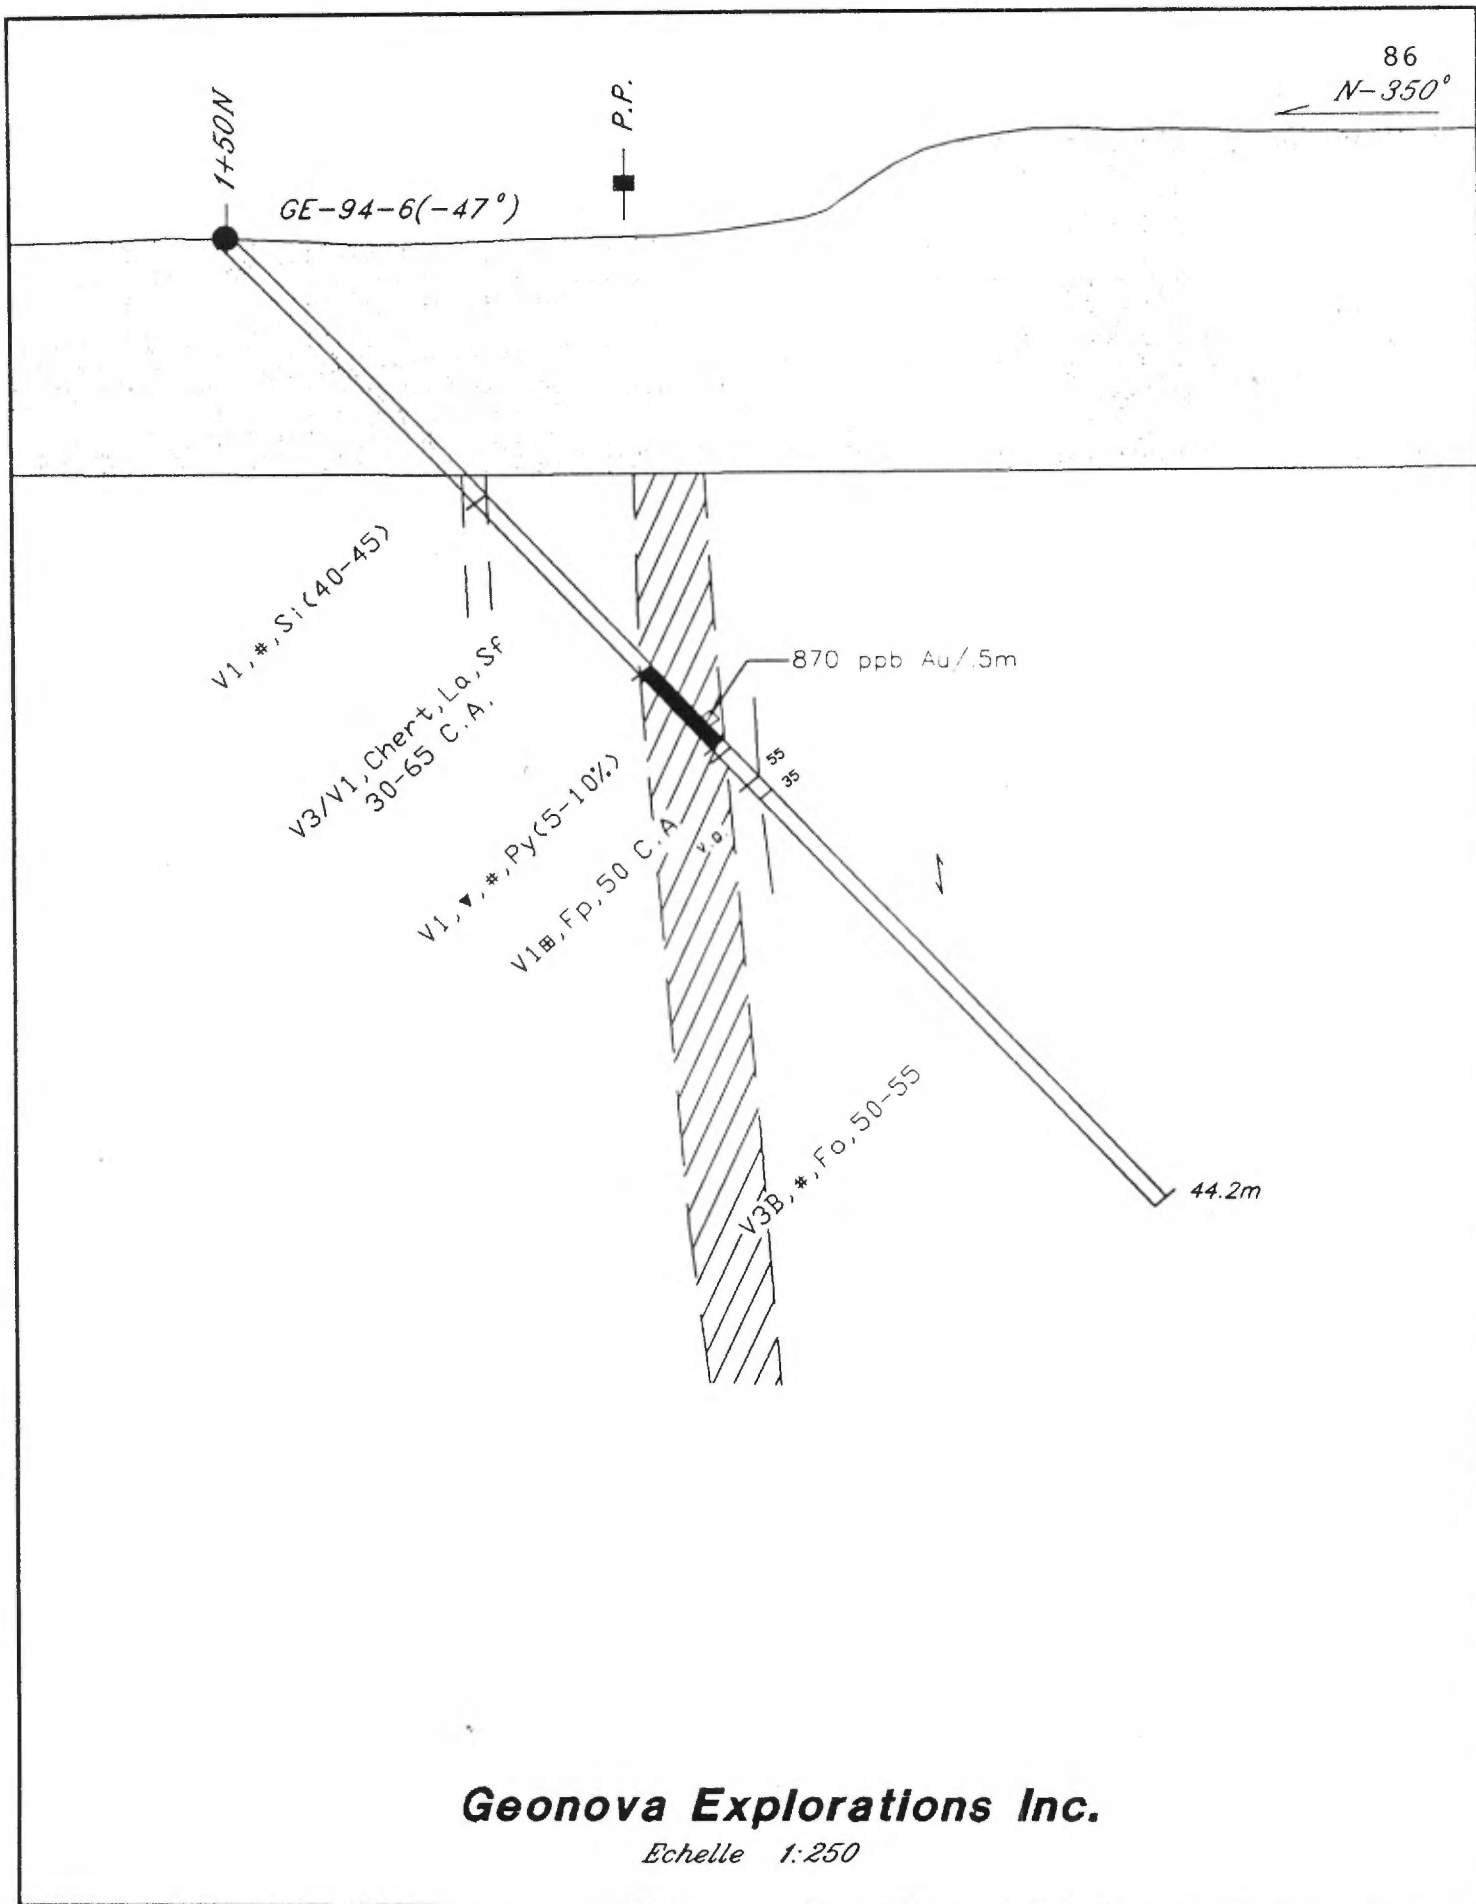 86
N-350°
1+50N
P.P.
GE-94-6(-47°)
V1,#,Si(40-45)
V3/V1,Chert,La,Sf
30-65 C.A.
870 ppb Au/.5m
55
35
V1,▼,#,Py(5-10%)
V1⊞,Fp,50 C.A
V3B,#,Fo,50-55
44.2m
Geonova Explorations Inc.
Echelle 1:250